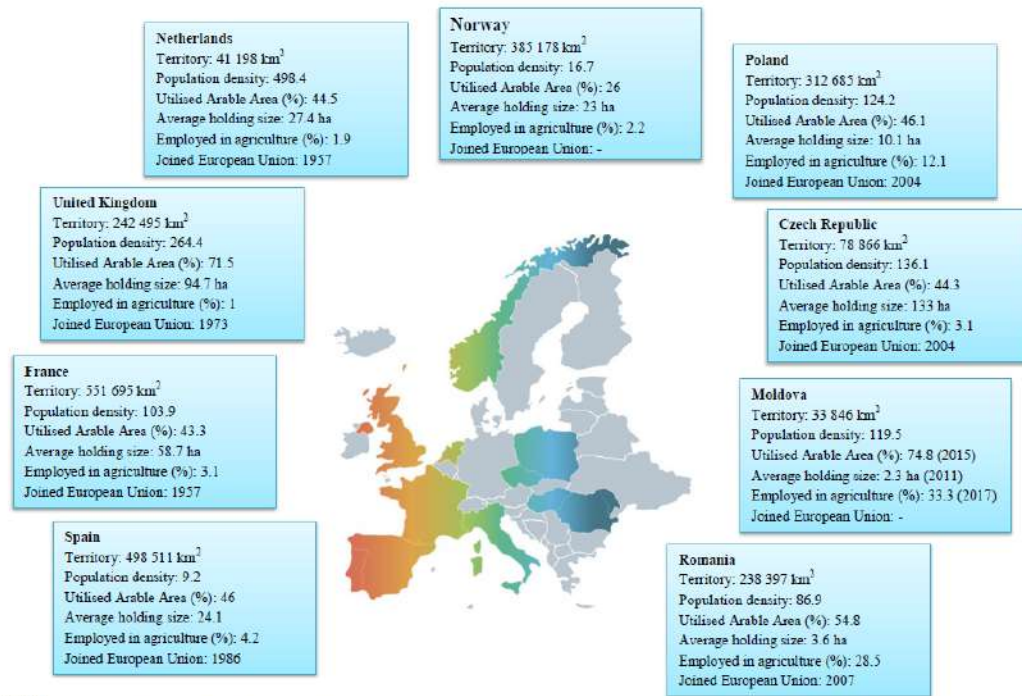 Netherlands
Territory: 41 198 km²
Population density: 498.4
Utilised Arable Area (%): 44.5
Average holding size: 27.4 ha
Employed in agriculture (%): 1.9
Joined European Union: 1957
Norway
Territory: 385 178 km²
Population density: 16.7
Utilised Arable Area (%): 26
Average holding size: 23 ha
Employed in agriculture (%): 2.2
Joined European Union: -
Poland
Territory: 312 685 km²
Population density: 124.2
Utilised Arable Area (%): 46.1
Average holding size: 10.1 ha
Employed in agriculture (%): 12.1
Joined European Union: 2004
United Kingdom
Territory: 242 495 km²
Population density: 264.4
Utilised Arable Area (%): 71.5
Average holding size: 94.7 ha
Employed in agriculture (%): 1
Joined European Union: 1973
Czech Republic
Territory: 78 866 km²
Population density: 136.1
Utilised Arable Area (%): 44.3
Average holding size: 133 ha
Employed in agriculture (%): 3.1
Joined European Union: 2004
France
Territory: 551 695 km²
Population density: 103.9
Utilised Arable Area (%): 43.3
Average holding size: 58.7 ha
Employed in agriculture (%): 3.1
Joined European Union: 1957
Moldova
Territory: 33 846 km²
Population density: 119.5
Utilised Arable Area (%): 74.8 (2015)
Average holding size: 2.3 ha (2011)
Employed in agriculture (%): 33.3 (2017)
Joined European Union: -
Spain
Territory: 498 511 km²
Population density: 9.2
Utilised Arable Area (%): 46
Average holding size: 24.1
Employed in agriculture (%): 4.2
Joined European Union: 1986
Romania
Territory: 238 397 km²
Population density: 86.9
Utilised Arable Area (%): 54.8
Average holding size: 3.6 ha
Employed in agriculture (%): 28.5
Joined European Union: 2007